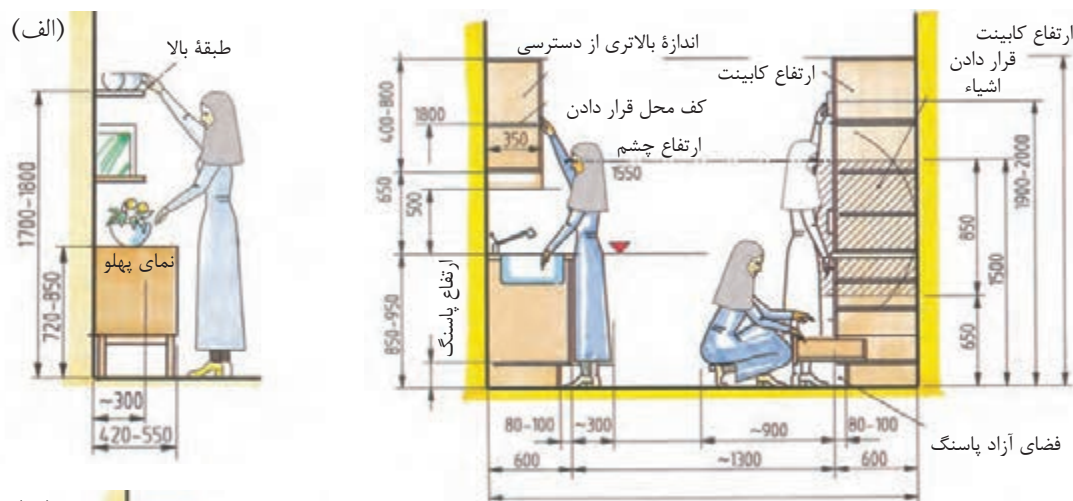 (الف)
طبقهٔ بالا
1700-1800
720-850
نمای پهلو
~300
420-550
اندازهٔ بالاتری از دسترسی
ارتفاع کابینت
کف محل قرار دادن
ارتفاع چشم
400-800
1800
350
1550
650
500
ارتفاع پاسنگ
850-950
80-100
~300
~900
80-100
600
~1300
600
ارتفاع کابینت
قرار دادن
اشیاء
1900-2000
850
1500
650
فضای آزاد پاسنگ